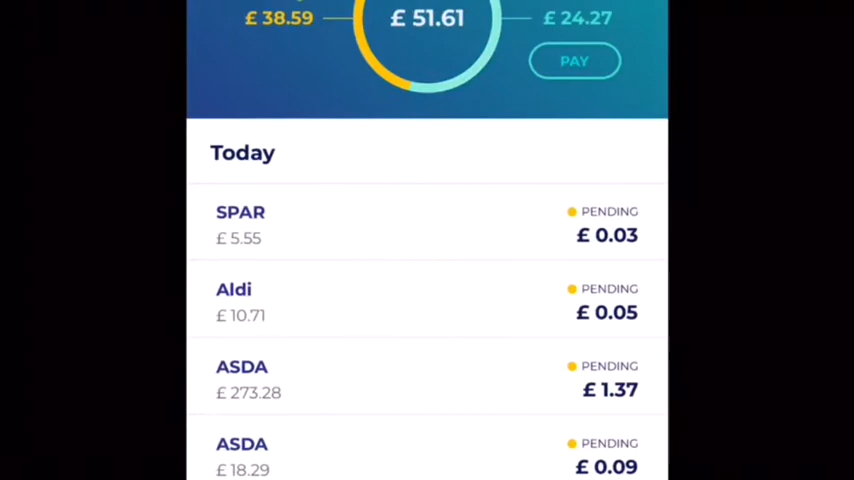 £ 38.59
£ 51.61
£ 24.27
PAY
Today
SPAR
PENDING
£ 5.55
£ 0.03
Aldi
PENDING
£ 10.71
£ 0.05
ASDA
PENDING
£ 273.28
£ 1.37
ASDA
PENDING
£ 18.29
£ 0.09